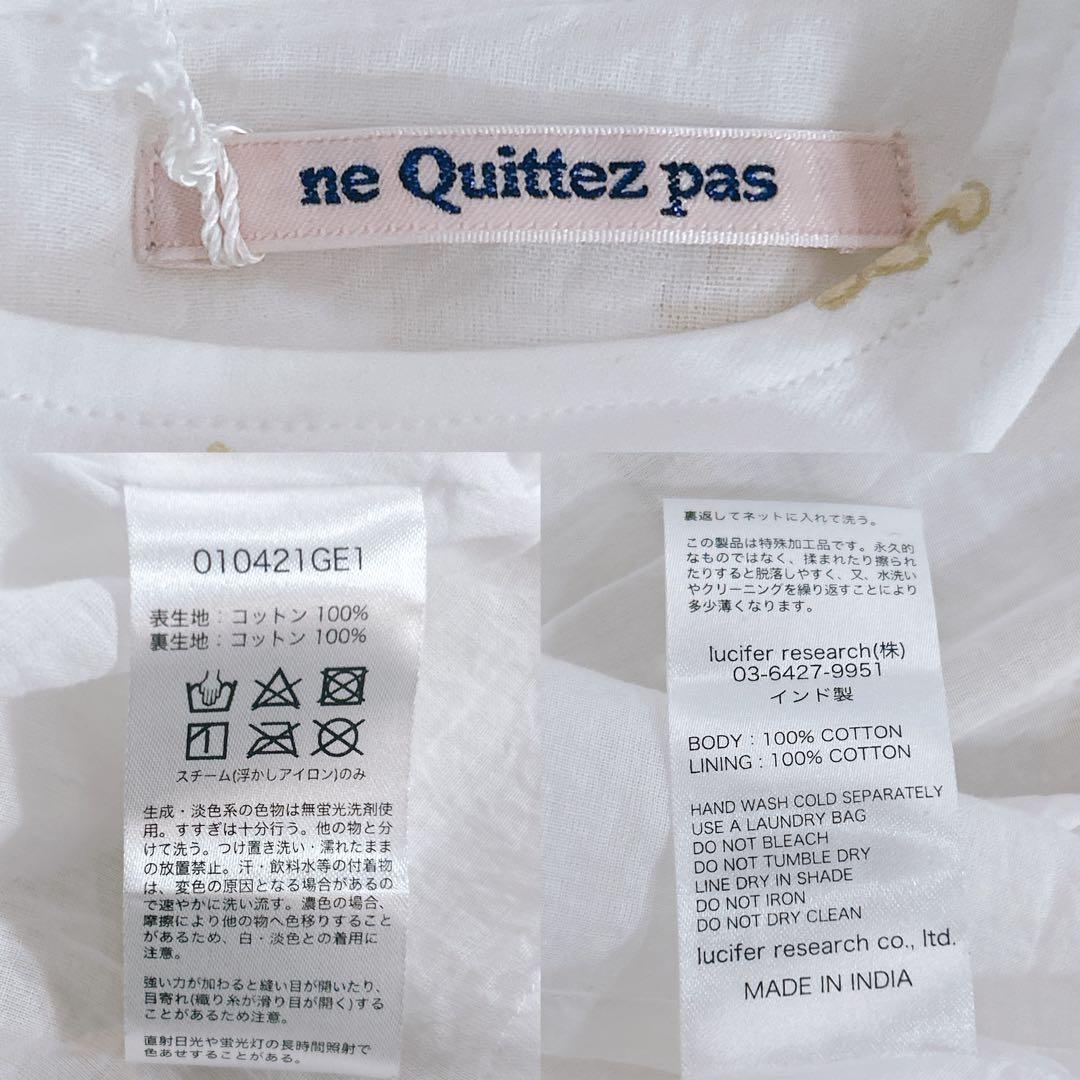 ne Quittez pas
010421GE1
表生地：コットン 100%
裏生地：コットン 100%
スチーム(浮かしアイロン)のみ
生成・淡色系の色物は無蛍光洗剤使
用。すすぎは十分行う。他の物と分
けて洗う。つけ置き洗い・濡れたまま
の放置禁止。汗・飲料水等の付着物
は、変色の原因となる場合があるの
で速やかに洗い流す。濃色の場合、
摩擦により他の物へ色移りすること
があるため、白・淡色との着用に
注意。
強い力が加わると縫い目が開いたり、
目寄れ(織り糸が滑り目が開く)する
ことがあるため注意。
直射日光や蛍光灯の長時間照射で
色あせすることがある。
裏返してネットに入れて洗う。
この製品は特殊加工品です。永久的
なものではなく、揉まれたり擦られ
たりすると脱落しやすく、又、水洗い
やクリーニングを繰り返すことにより
多少薄くなります。
lucifer research(株)
03-6427-9951
インド製
BODY : 100% COTTON
LINING : 100% COTTON
HAND WASH COLD SEPARATELY
USE A LAUNDRY BAG
DO NOT BLEACH
DO NOT TUMBLE DRY
LINE DRY IN SHADE
DO NOT IRON
DO NOT DRY CLEAN
lucifer research co., ltd.
MADE IN INDIA